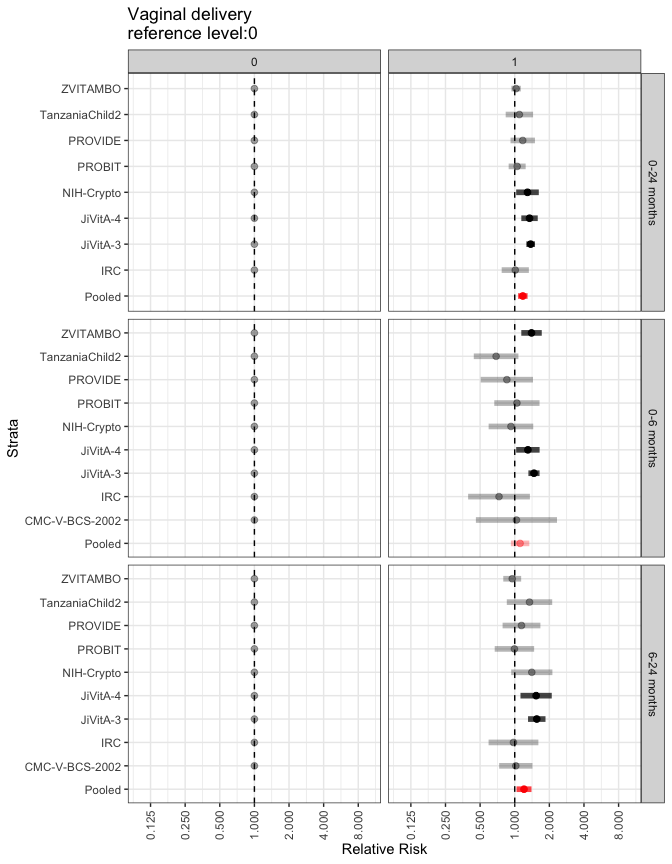 Vaginal delivery
reference level:0
0
1
ZVITAMBO
TanzaniaChild2
PROVIDE
PROBIT
NIH-Crypto
JiVitA-4
JiVitA-3
IRC
Pooled
0-24 months
ZVITAMBO
TanzaniaChild2
PROVIDE
PROBIT
NIH-Crypto
JiVitA-4
JiVitA-3
IRC
CMC-V-BCS-2002
Pooled
0-6 months
Strata
ZVITAMBO
TanzaniaChild2
PROVIDE
PROBIT
NIH-Crypto
JiVitA-4
JiVitA-3
IRC
CMC-V-BCS-2002
Pooled
6-24 months
0.125
0.250
0.500
1.000
2.000
4.000
8.000
0.125
0.250
0.500
1.000
2.000
4.000
8.000
Relative Risk